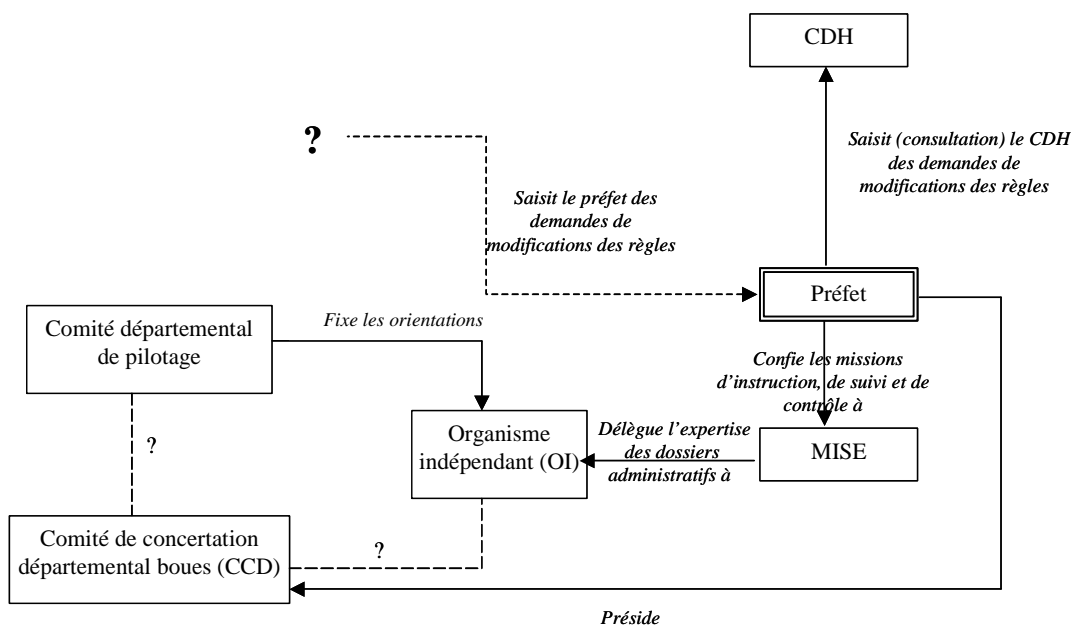 CDH
?
Saisit (consultation) le CDH
des demandes de
modifications des règles
Saisit le préfet des
demandes de
modifications des règles
Préfet
Comité départemental
de pilotage
Fixe les orientations
Confie les missions
d'instruction, de suivi et de
contrôle à
Organisme
indépendant (OI)
Délègue l'expertise
des dossiers
administratifs à
MISE
?
Comité de concertation
départemental boues (CCD)
?
Préside